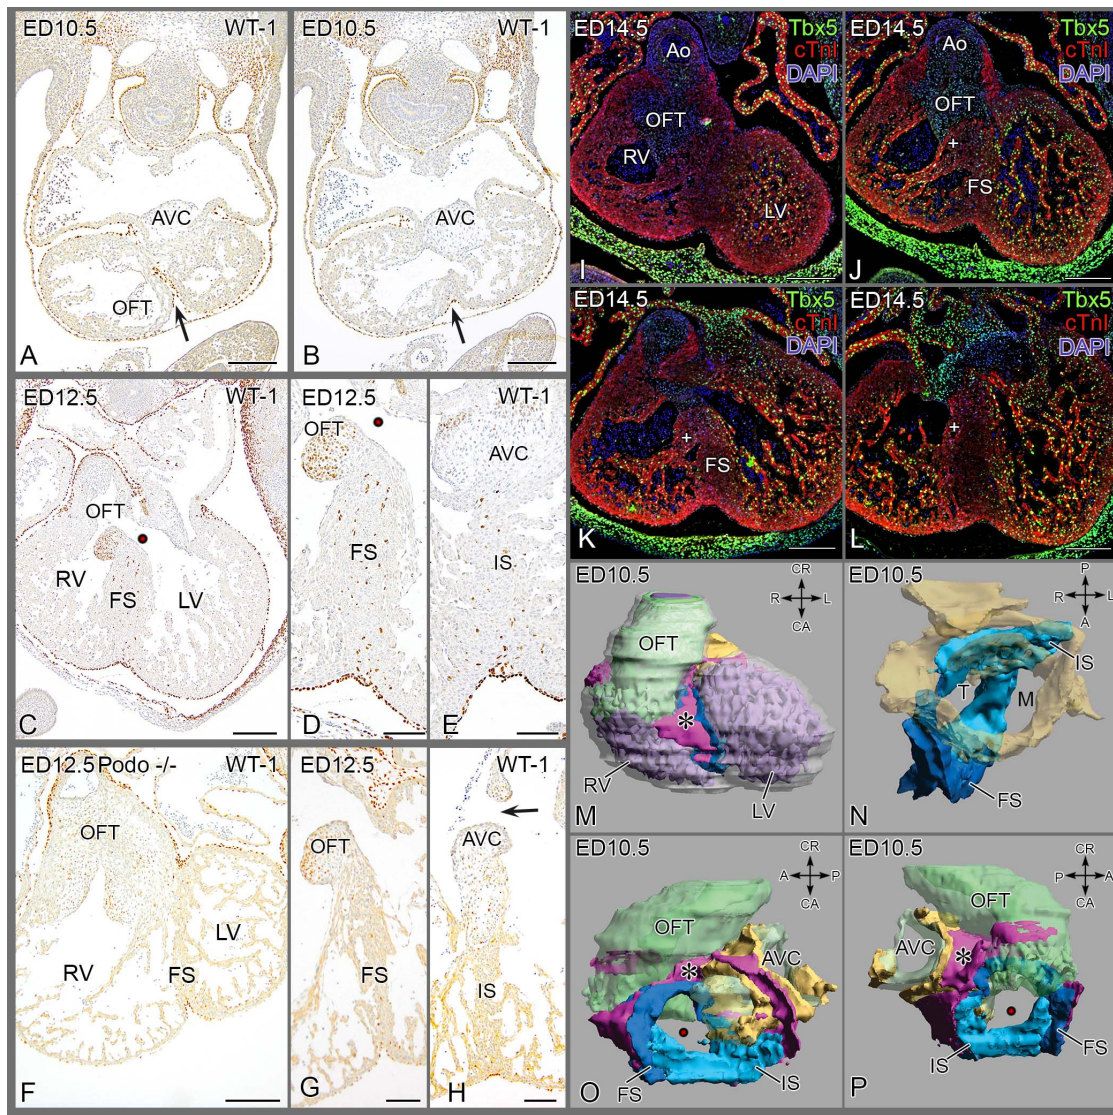 ED10.5 WT-1
AVC
OFT
A
ED10.5 WT-1
AVC
B
ED12.5 WT-1
OFT
RV
FS
LV
C
ED12.5
OFT
FS
D
WT-1
AVC
IS
E
ED12.5 Podo -/- WT-1
OFT
LV
RV
FS
F
ED12.5
OFT
FS
G
WT-1
AVC
IS
H
ED14.5 Tbx5
cTnI
DAPI
Ao
OFT
RV
LV
I
ED14.5 Tbx5
cTnI
DAPI
Ao
OFT
+
FS
J
ED14.5 Tbx5
cTnI
DAPI
+
FS
K
ED14.5 Tbx5
cTnI
DAPI
+
L
ED10.5
CR
R L
CA
OFT
*
RV
LV
M
ED10.5
P
R L
A
IS
T
M
FS
N
ED10.5
CR
A P
CA
OFT
AVC
*
FS
IS
O
ED10.5
CR
P A
CA
OFT
AVC
*
FS
IS
P